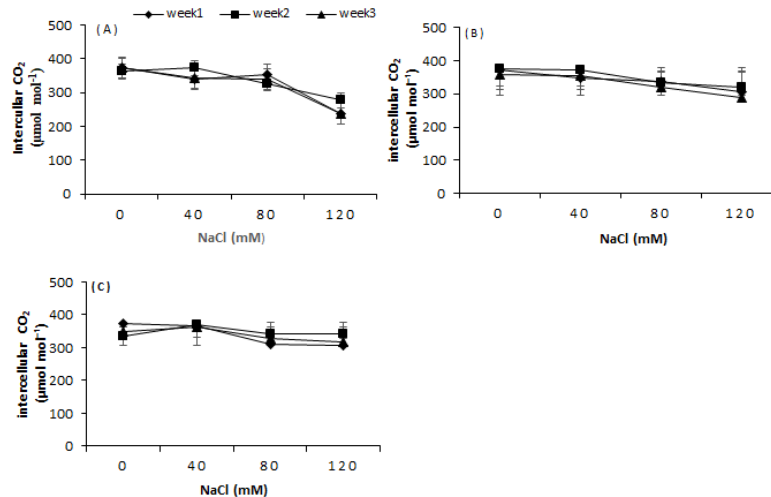 week1 week2 week3
(A)
Intercullar CO₂
(µmol mol⁻¹)
500
400
300
200
100
0
0 40 80 120
NaCl (mM)
(B)
intercellular CO₂
(µmol mol⁻¹)
500
400
300
200
100
0
0 40 80 120
NaCl (mM)
(C)
intercellular CO₂
(µmol mol⁻¹)
500
400
300
200
100
0
0 40 80 120
NaCl (mM)